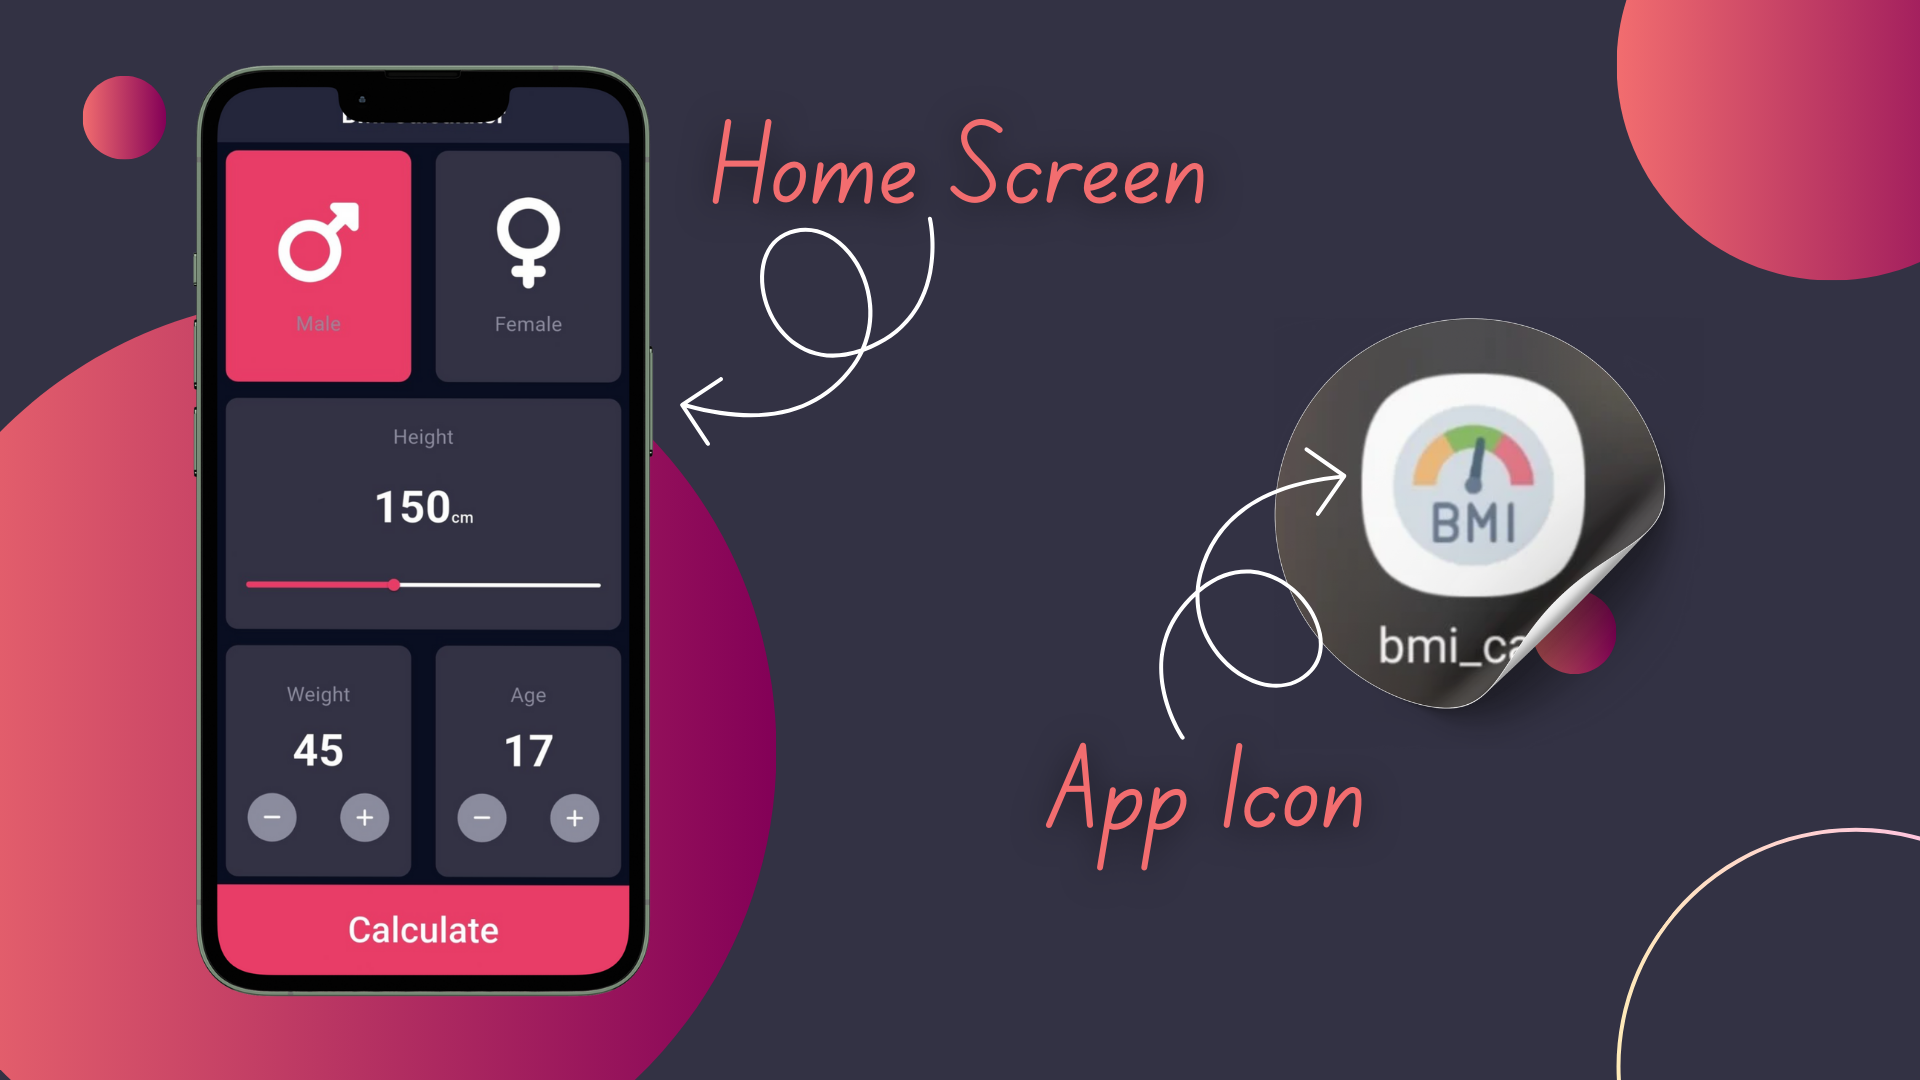 Home Screen
Male
Female
Height
150cm
Weight
Age
45
17
Calculate
BMI
App Icon